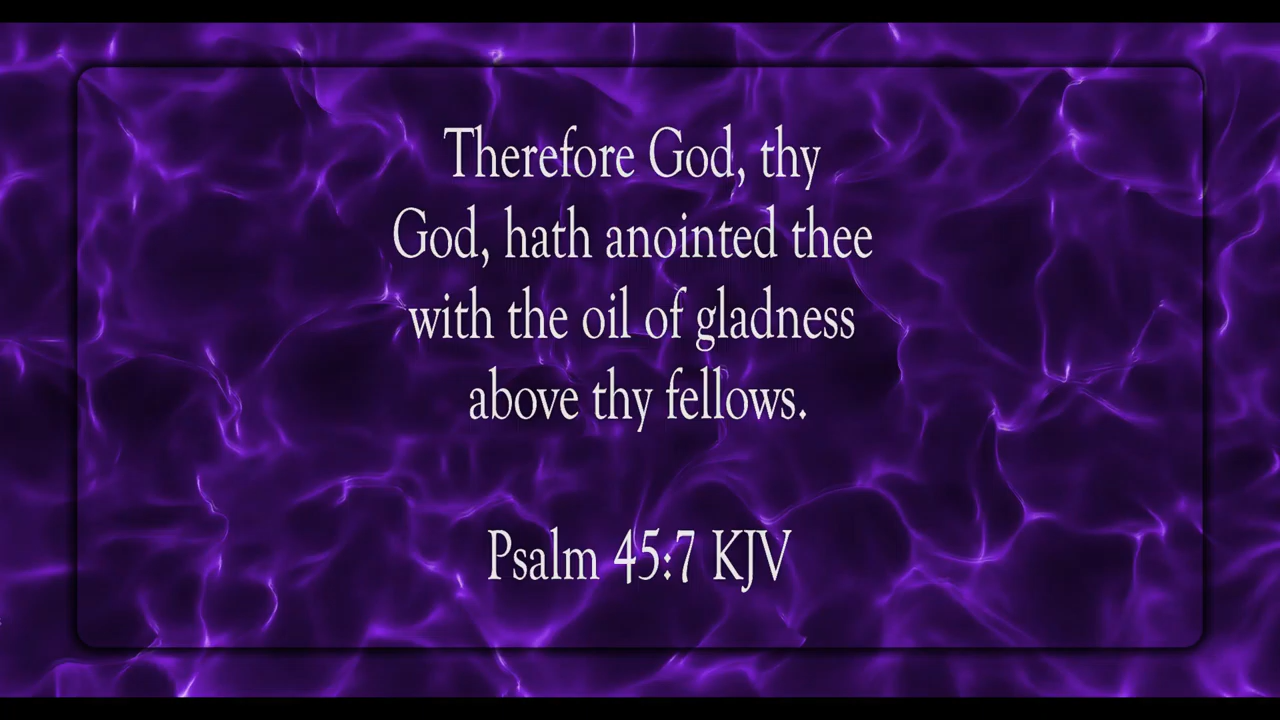 Therefore God, thy
God, hath anointed thee
with the oil of gladness
above thy fellows.
Psalm 45:7 KJV